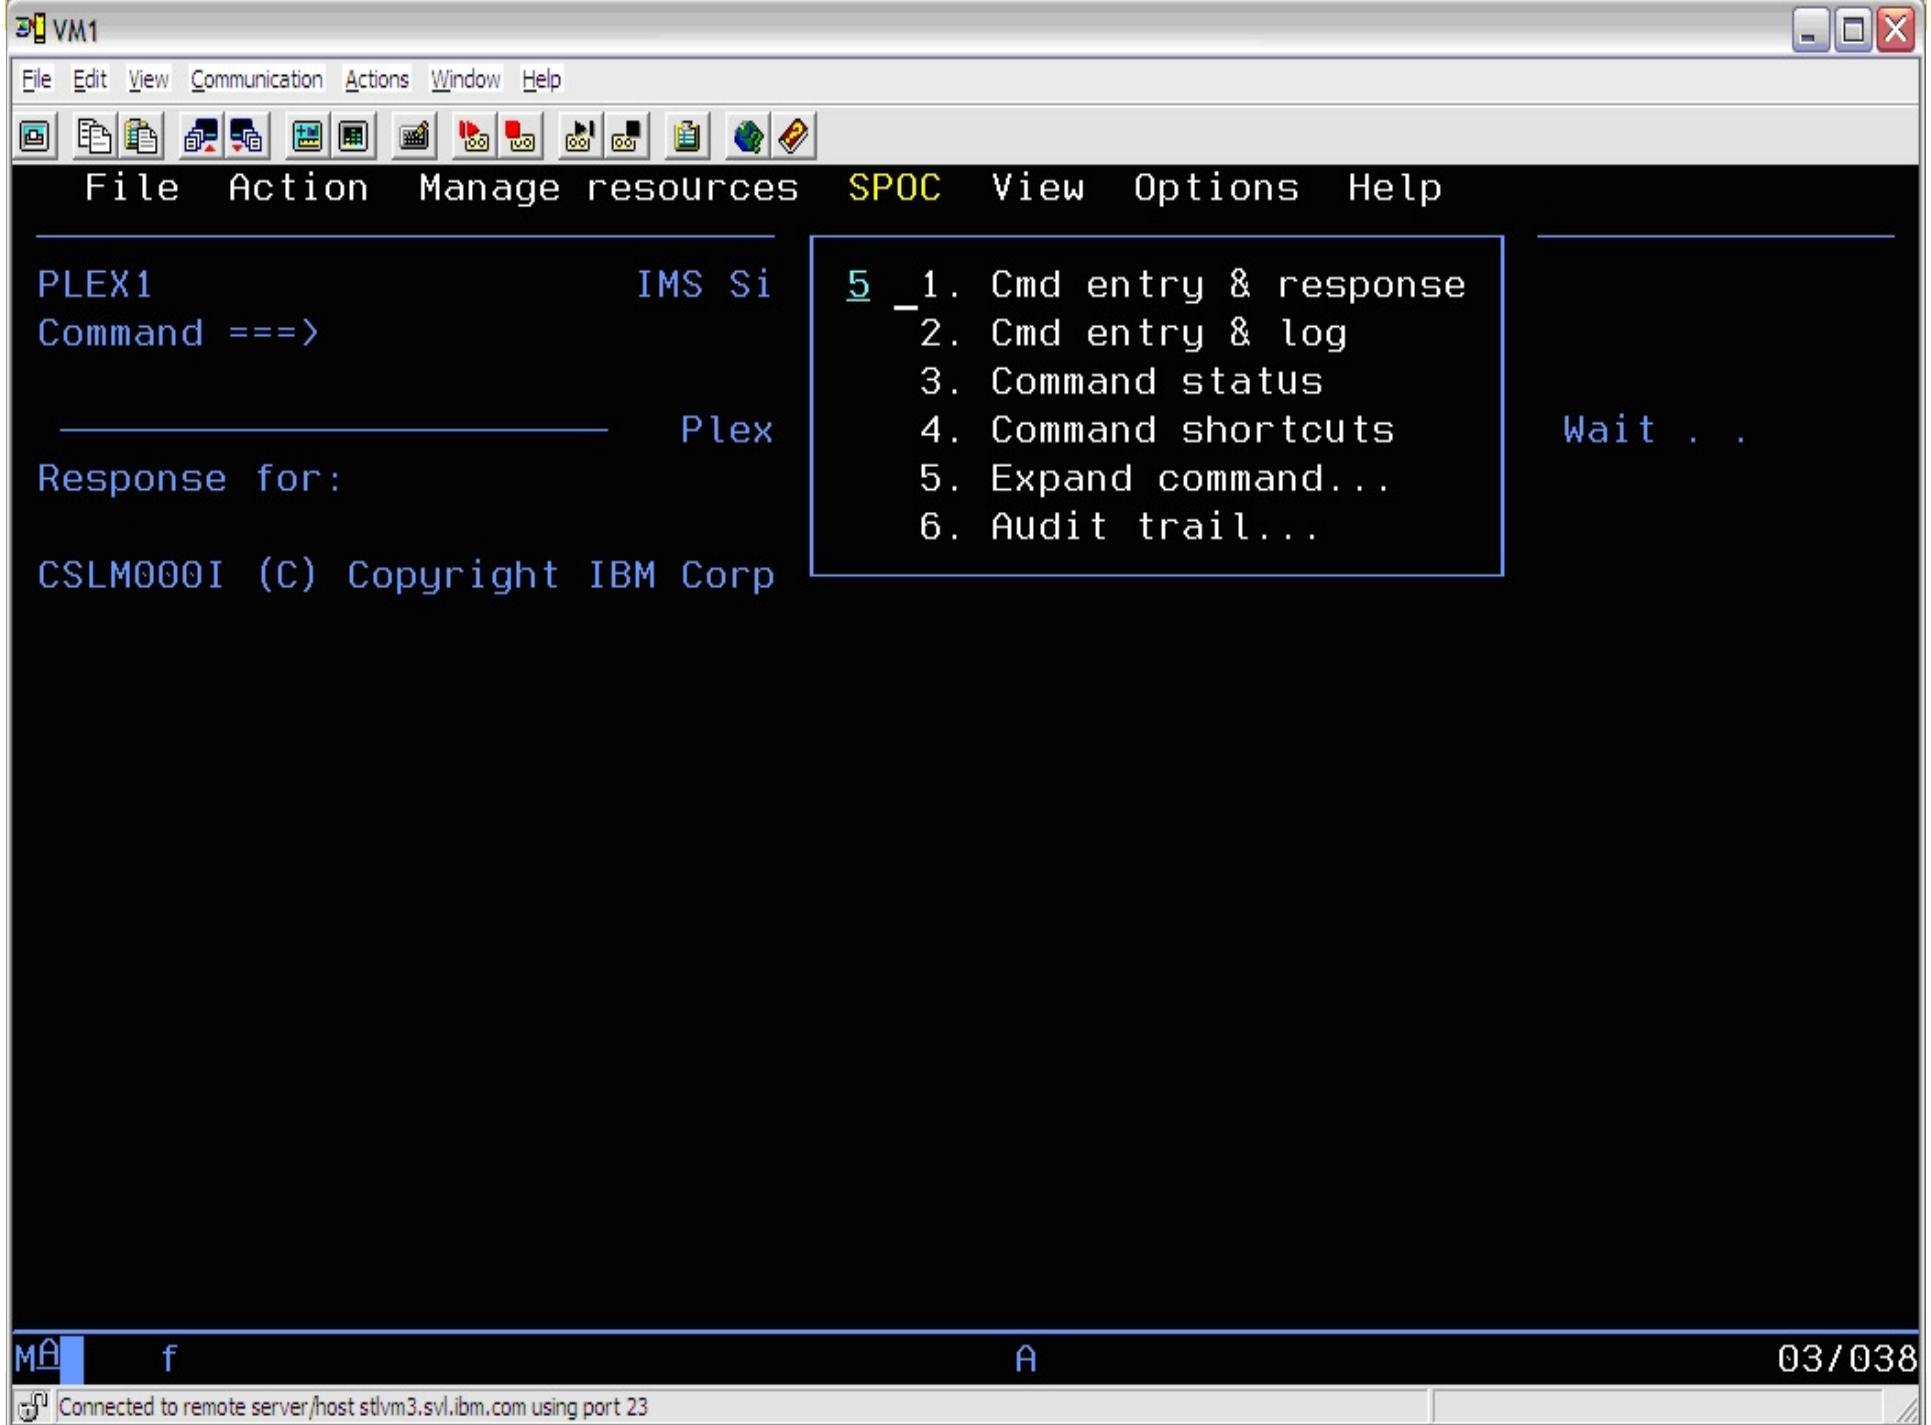 VM1
File Edit View Communication Actions Window Help
File Action Manage resources SPOC View Options Help
PLEX1 IMS Si 5 1. Cmd entry & response
Command ===> 2. Cmd entry & log
3. Command status
Plex 4. Command shortcuts Wait . .
Response for: 5. Expand command...
6. Audit trail...
CSLM000I (C) Copyright IBM Corp
MA f A 03/038
Connected to remote server/host stlvm3.svl.ibm.com using port 23